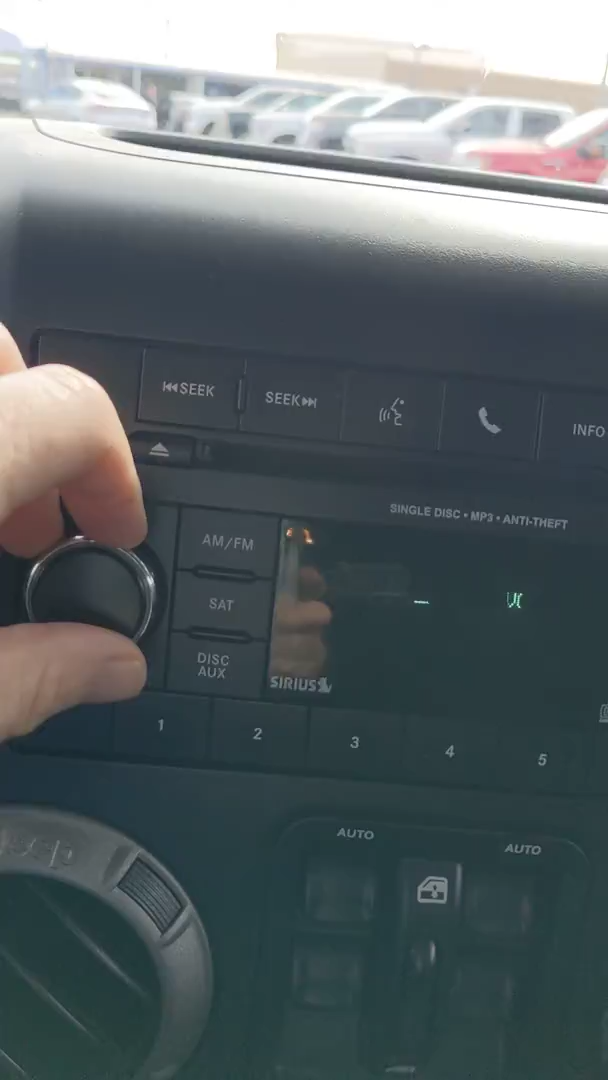 SEEK
SEEK
INFO
SINGLE DISC • MP3 • ANTI-THEFT
AM/FM
SAT
DISC
AUX
SIRIUS
1
2
3
4
5
AUTO
AUTO
Jeep